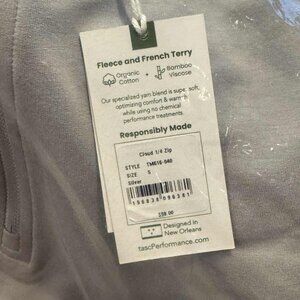 Fleece and French Terry
Organic Cotton + Bamboo Viscose
Our specialized yarn blend is super soft,
optimizing comfort & warmth
while using no chemical
performance treatments.
Responsibly Made
Cloud 1/4 Zip
STYLE TM616-040
SIZE S
Silver
$98.00
Designed in
New Orleans
tascPerformance.com